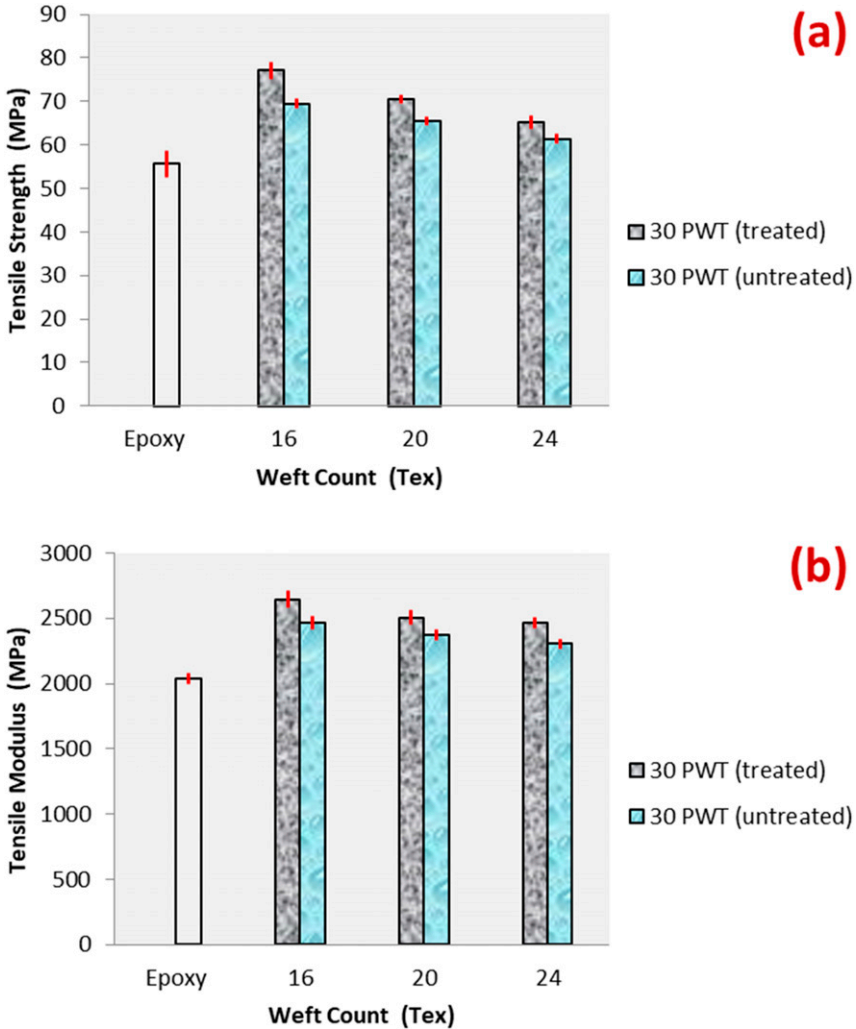 (a)
90
80
70
60
50
40
30
20
10
0
Tensile Strength (MPa)
Epoxy 16 20 24
Weft Count (Tex)
30 PWT (treated)
30 PWT (untreated)
(b)
3000
2500
2000
1500
1000
500
0
Tensile Modulus (MPa)
Epoxy 16 20 24
Weft Count (Tex)
30 PWT (treated)
30 PWT (untreated)